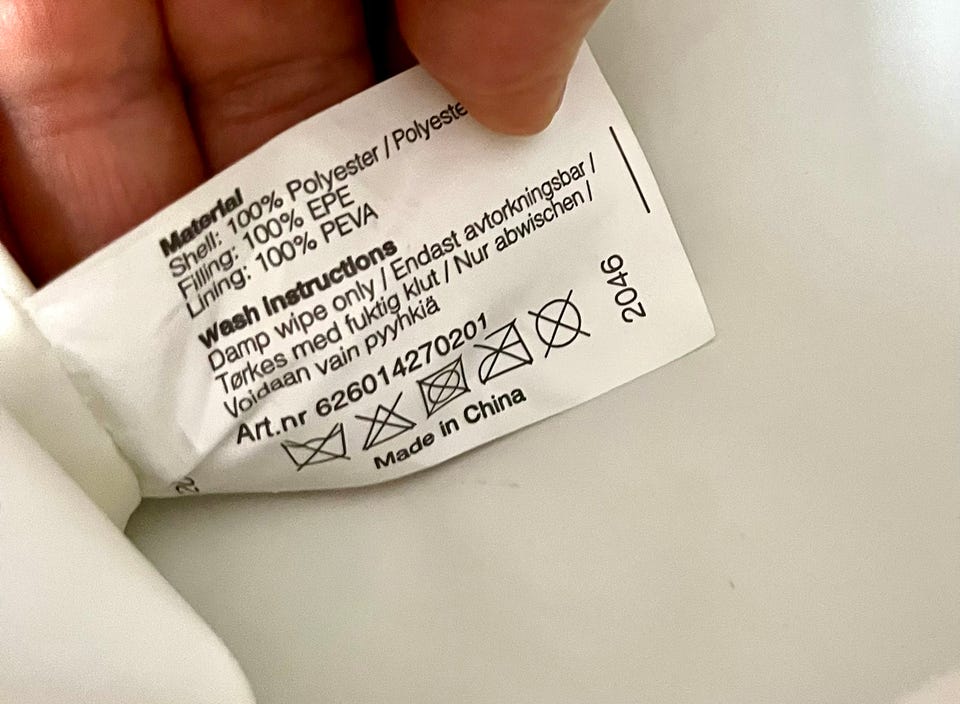 Material
Shell: 100% Polyester / Polyeste
Filling: 100% EPE
Lining: 100% PEVA
Wash Instructions
Damp wipe only / Endast avtorkningsbar /
Tørkes med fuktig klut / Nur abwischen /
Voidaan vain pyyhkiä
Art.nr 626014270201
Made in China
2046